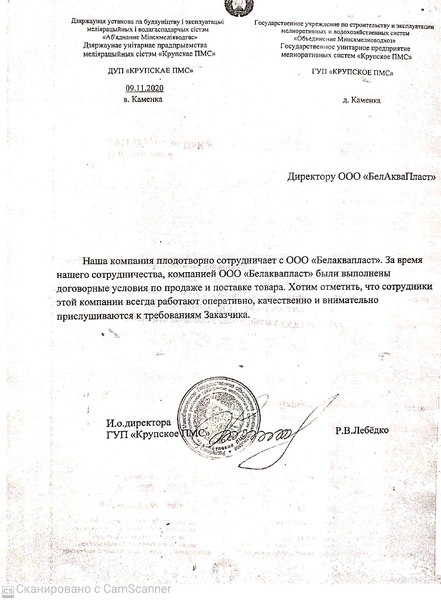 Дзяржаўная установа па будаўніцтву і эксплуатацыі
меліярацыйных і водагаспадарчых сістэм
«Аб'яднанне Мінскмеліяводгас»
Дзяржаўнае унітарнае прадпрыемства
меліярацыйных сістэм «Крупскае ПМС»
ДУП «КРУПСКАЕ ПМС»
09.11.2020
в. Каменка
Государственное учреждение по строительству и эксплуатации
мелиоративных и водохозяйственных систем
«Объединение Минскмелиоводхоз»
Государственное унитарное предприятие
мелиоративных систем «Крупское ПМС»
ГУП «КРУПСКОЕ ПМС»
д. Каменка
Директору ООО «БелАкваПласт»
Наша компания плодотворно сотрудничает с ООО «Белаквапласт». За время
нашего сотрудничества, компанией ООО «Белаквапласт» были выполнены
договорные условия по продаже и поставке товара. Хотим отметить, что сотрудники
этой компании всегда работают оперативно, качественно и внимательно
прислушиваются к требованиям Заказчика.
И.о.директора
ГУП «Крупское ПМС»
Р.В.Лебёдко
CS Сканировано с CamScanner